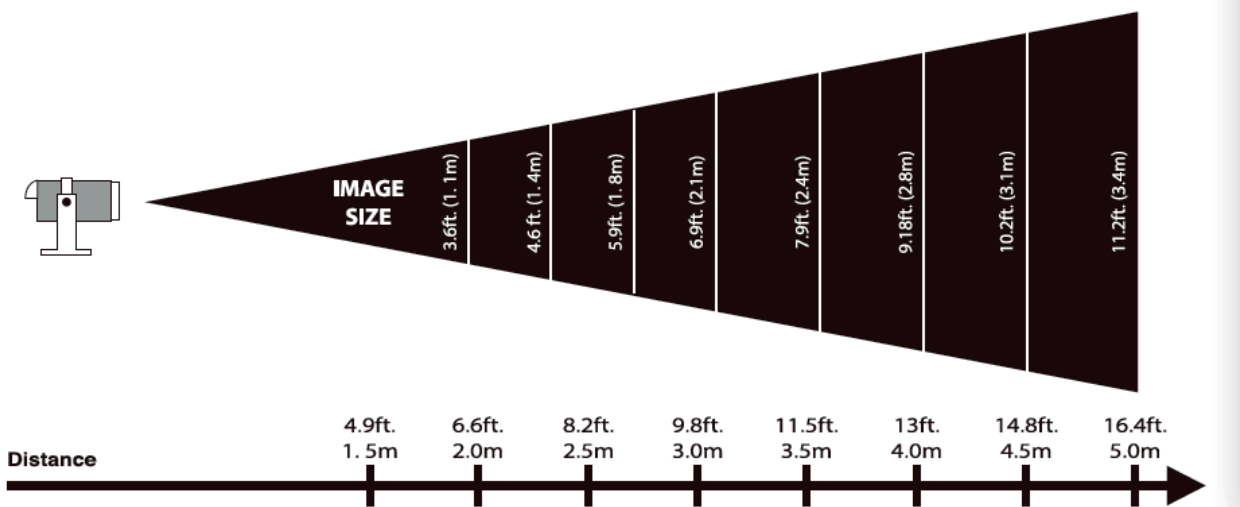 IMAGE
SIZE
3.6ft. (1. 1m)
4.6 ft. (1. 4m)
5.9ft. (1. 8m)
6.9ft. (2.1m)
7.9ft. (2.4m)
9.18ft. (2.8m)
10.2ft. (3.1m)
11.2ft. (3.4m)
4.9ft. 6.6ft. 8.2ft. 9.8ft. 11.5ft. 13ft. 14.8ft. 16.4ft.
1. 5m 2.0m 2.5m 3.0m 3.5m 4.0m 4.5m 5.0m
Distance